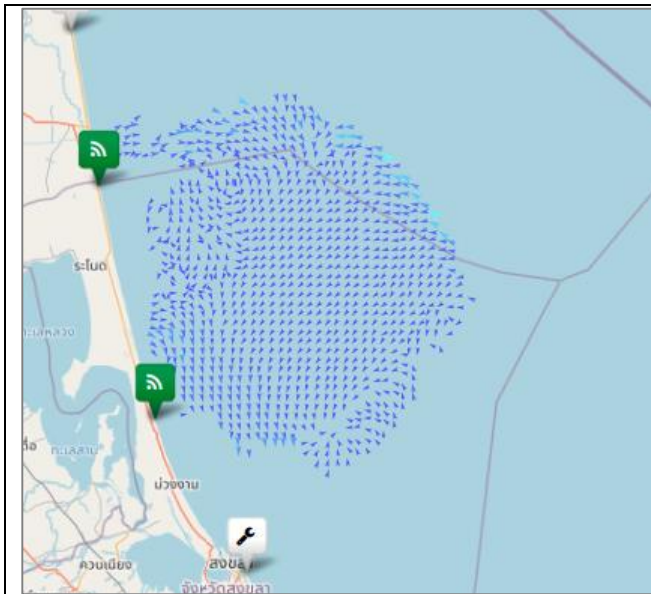 ระโนด
ทะเลหลวง
ทะเลสาบ
ม่วงงาม
ควนเนียง
สงขลา
จังหวัดสงขลา